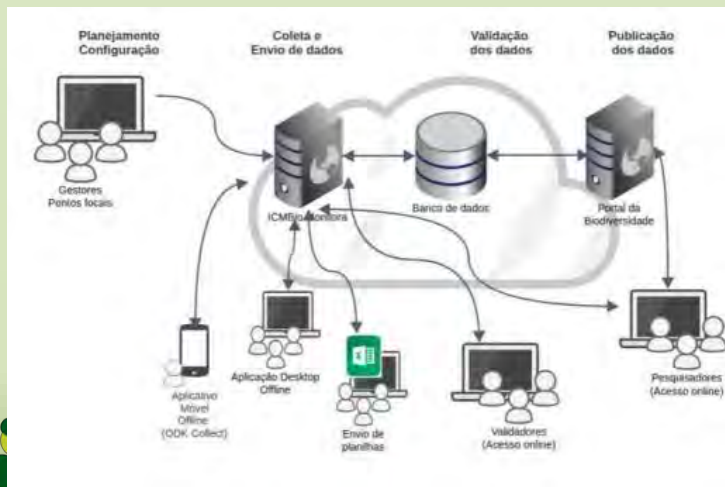 Planejamento
Configuração
Coleta e
Envio de dados
Validação
dos dados
Publicação
dos dados
Gestores
Pontos locais
ICMBio Monitora
Banco de dados
Portal da
Biodiversidade
Aplicativo
Móvel
Offline
(ODK Collect)
Aplicação Desktop
Offline
Envio de
planilhas
Validadores
(Acesso online)
Pesquisadores
(Acesso online)